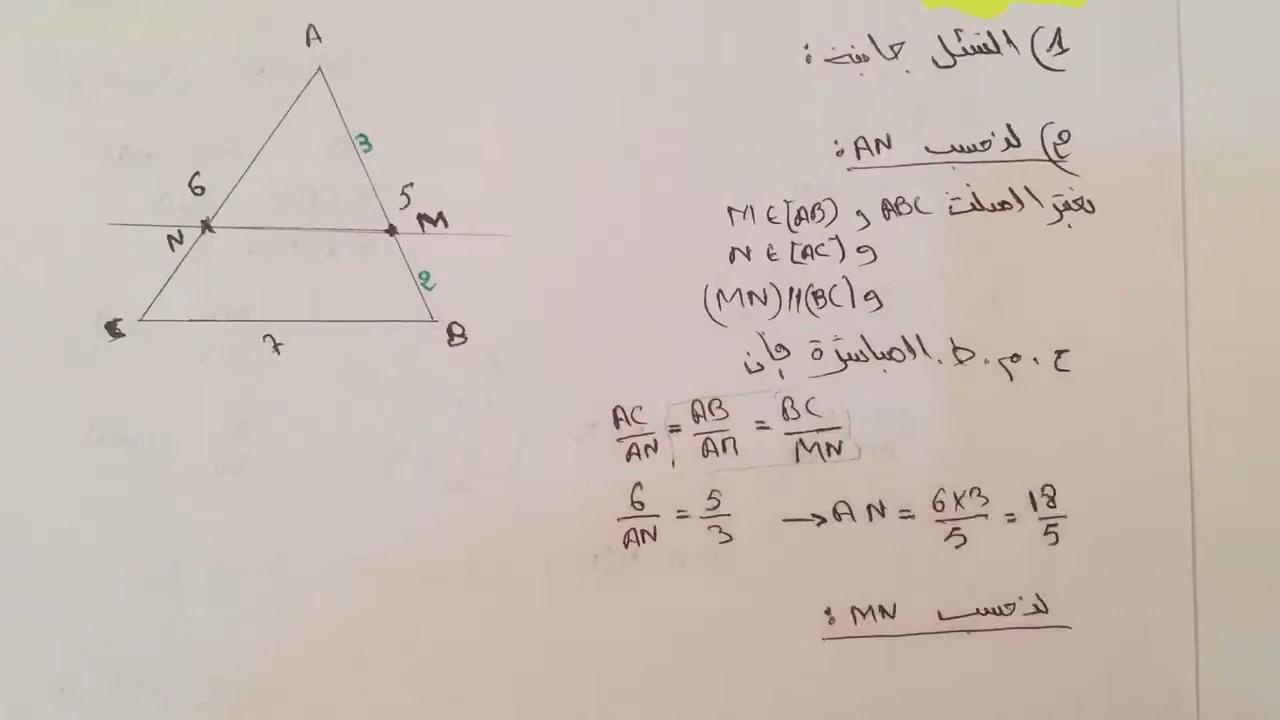 A
3
6
5
N
M
2
C
B
7
1) الشكل جانبه:
2) لنحسب AN:
نعتبر المثلث ABC و M∈[AB)
و N∈[AC)
و (MN)//(BC)
ح. م. ط. المباشرة فإن
AC/AN = AB/AM = BC/MN
6/AN = 5/3 → AN = 6×3/5 = 18/5
لنحسب MN: